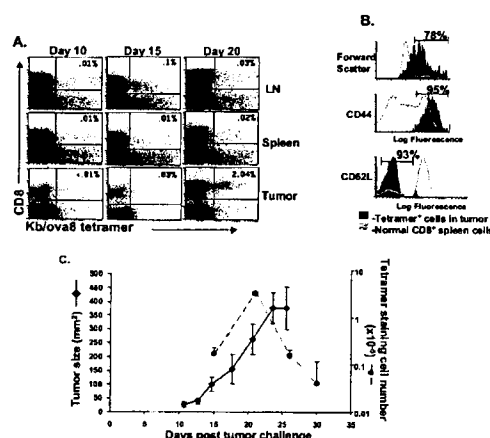 A.
Day 10 Day 15 Day 20
.01% .1% .03%
LN
.01% .01% .02%
Spleen
<.01% .03% 2.04%
Tumor
CD8
Kb/ova8 tetramer
B.
78%
Forward Scatter
95%
CD44
Log Fluorescence
93%
CD62L
Log Fluorescence
-Tetramer+ cells in tumor
-Normal CD8+ spleen cells
C.
Tumor size (mm2)
500
450
400
350
300
250
200
150
100
50
0
Tetramer staining cell number
10
1
0.1
0.01
0 5 10 15 20 25 30 35
Days post tumor challenge